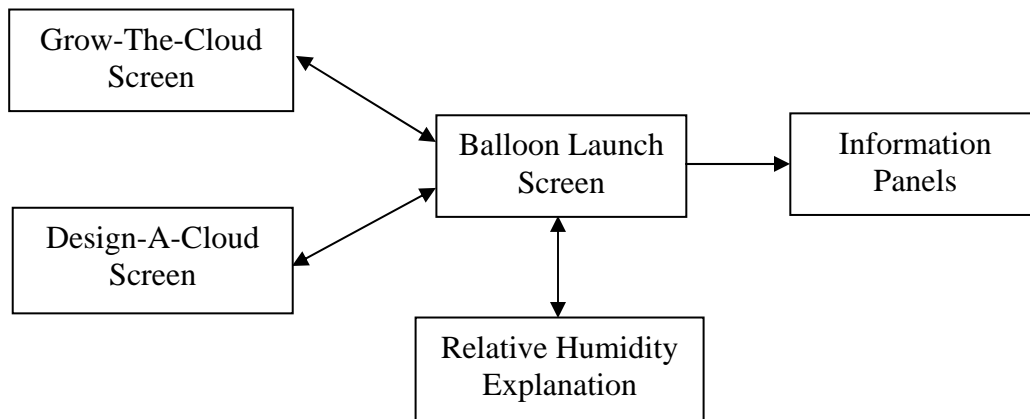 Grow-The-Cloud
Screen
Balloon Launch
Screen
Information
Panels
Design-A-Cloud
Screen
Relative Humidity
Explanation